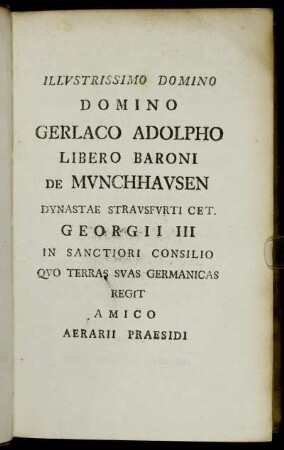 ILLVSTRISSIMO DOMINO
DOMINO
GERLACO ADOLPHO
LIBERO BARONI
DE MVNCHHAVSEN
DYNASTAE STRAVSFVRTI CET.
GEORGII III
IN SANCTIORI CONSILIO
QVO TERRAS SVAS GERMANICAS
REGIT
AMICO
AERARII PRAESIDI